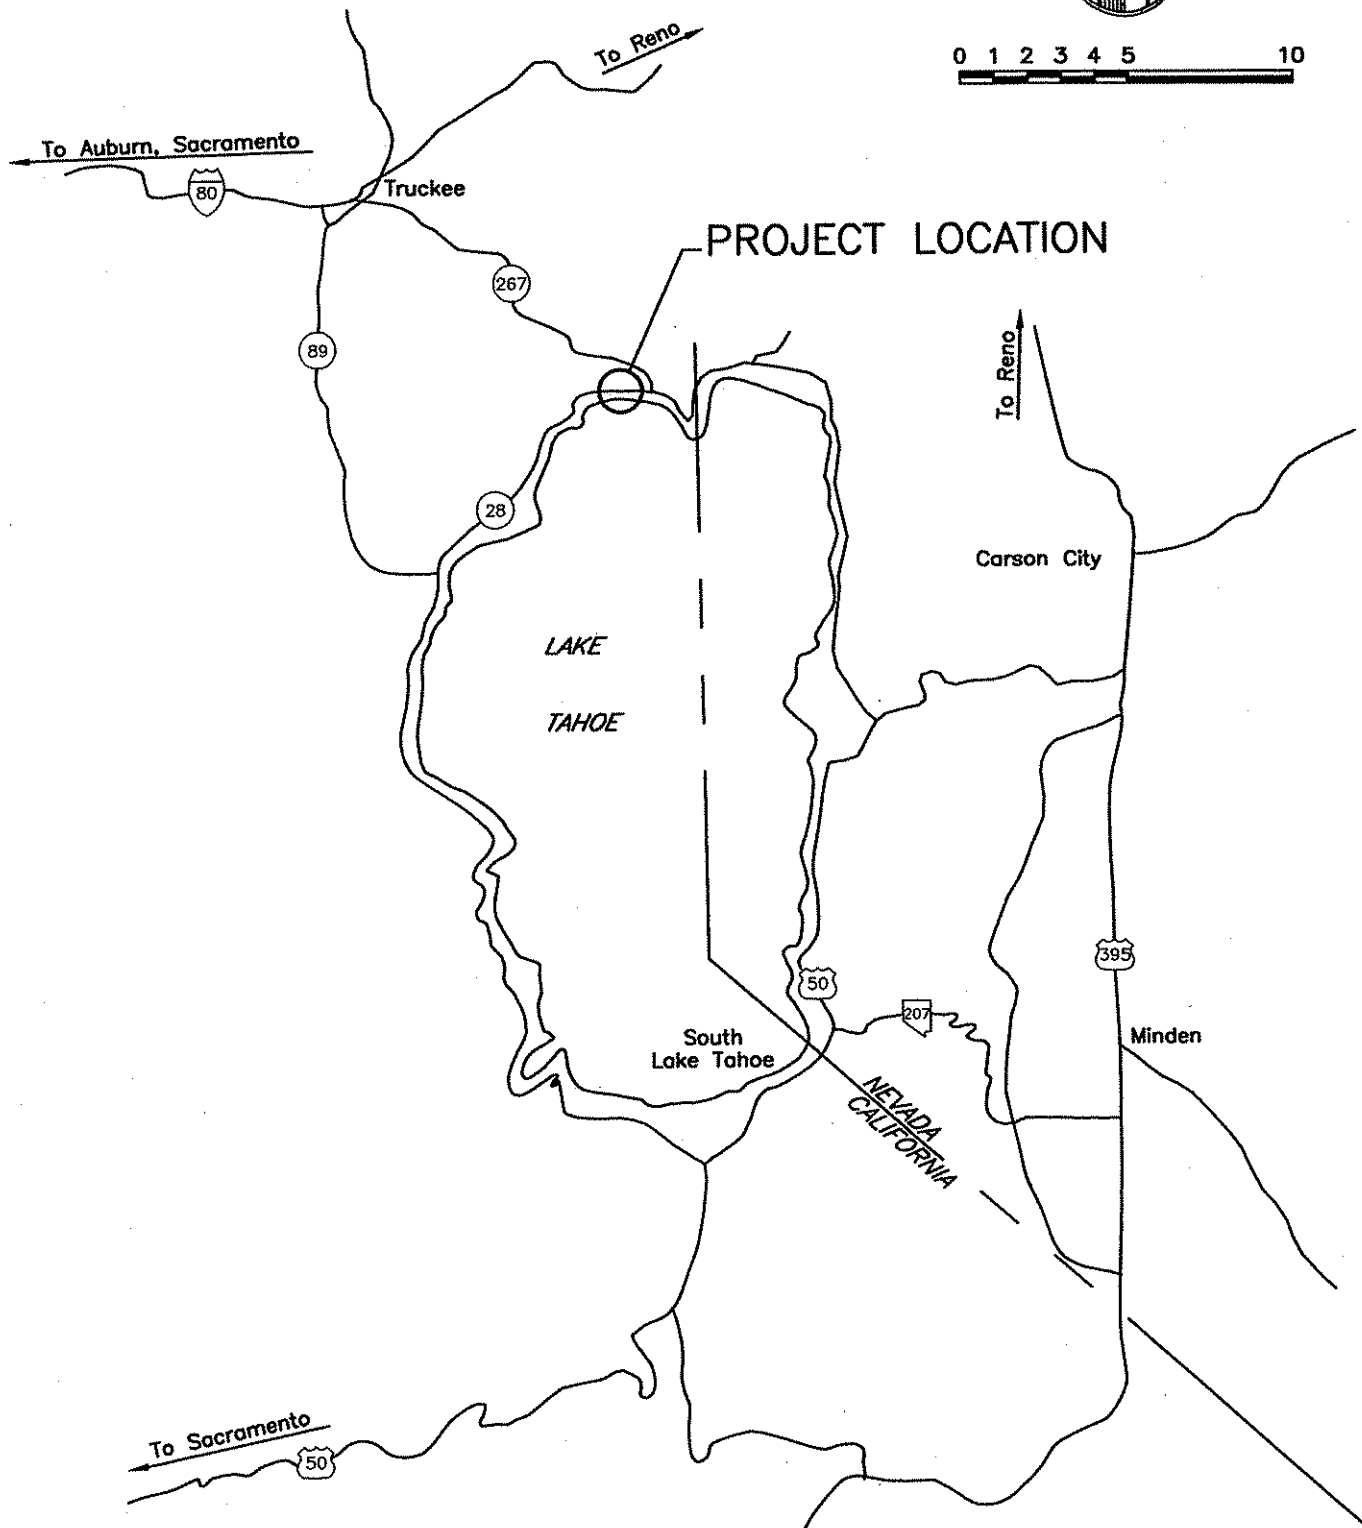 To Reno
0 1 2 3 4 5 10
To Auburn, Sacramento
80
Truckee
PROJECT LOCATION
267
89
To Reno
28
Carson City
LAKE
TAHOE
395
50
207
South
Lake Tahoe
Minden
NEVADA
CALIFORNIA
To Sacramento
50